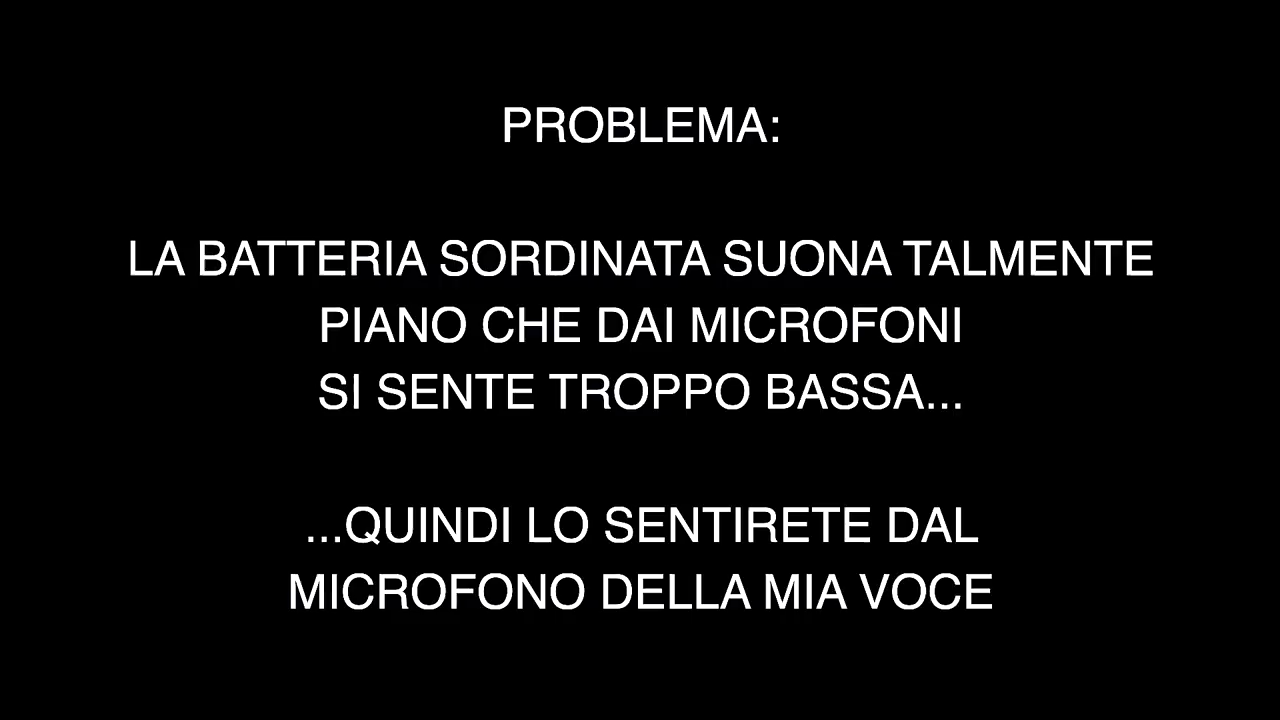 PROBLEMA:
LA BATTERIA SORDINATA SUONA TALMENTE
PIANO CHE DAI MICROFONI
SI SENTE TROPPO BASSA...
...QUINDI LO SENTIRETE DAL
MICROFONO DELLA MIA VOCE